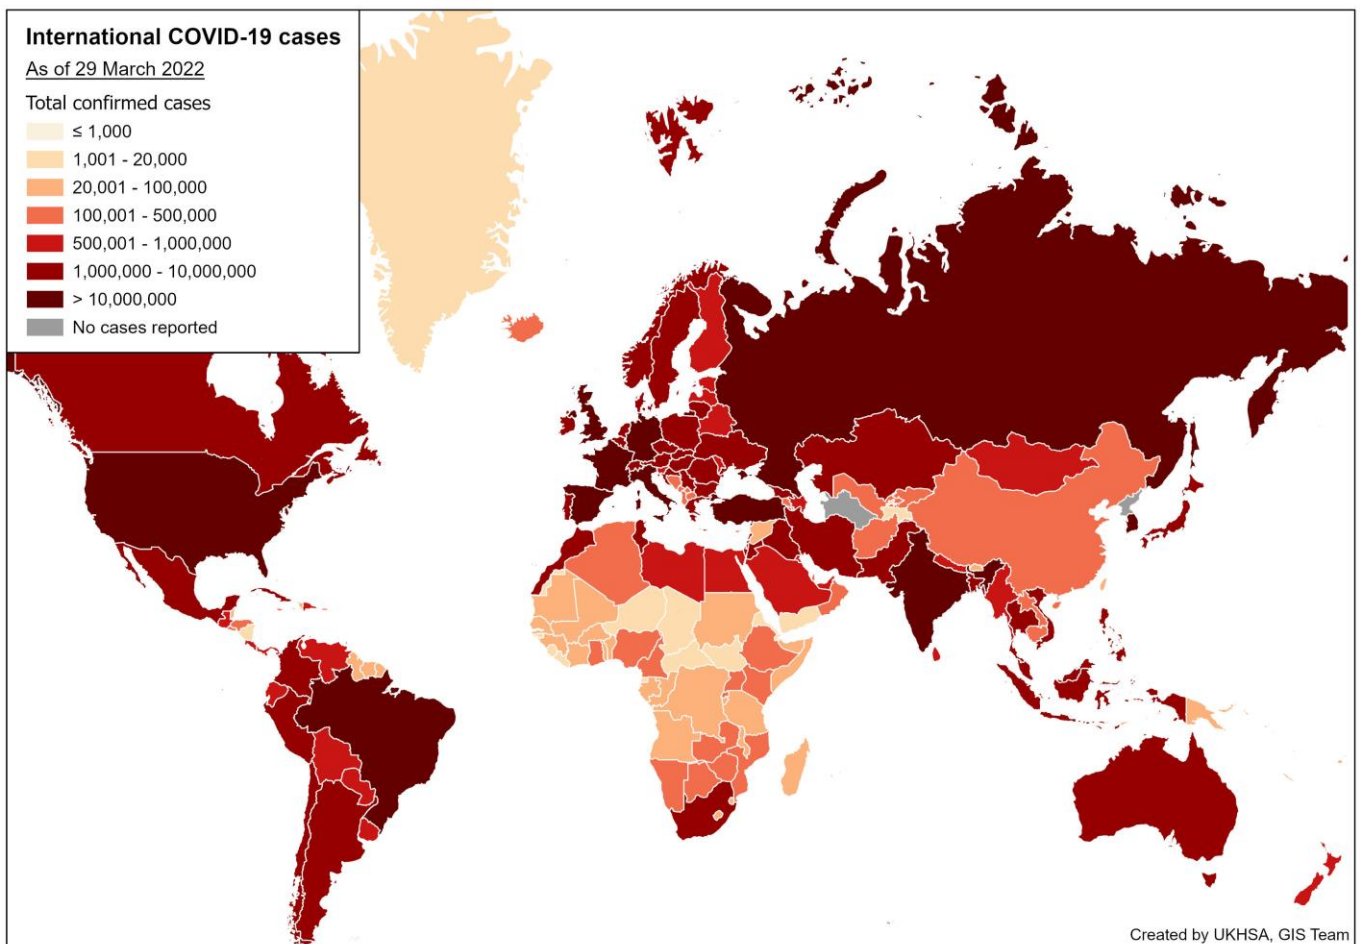 International COVID-19 cases
As of 29 March 2022
Total confirmed cases
≤ 1,000
1,001 - 20,000
20,001 - 100,000
100,001 - 500,000
500,001 - 1,000,000
1,000,000 - 10,000,000
> 10,000,000
No cases reported
Created by UKHSA, GIS Team